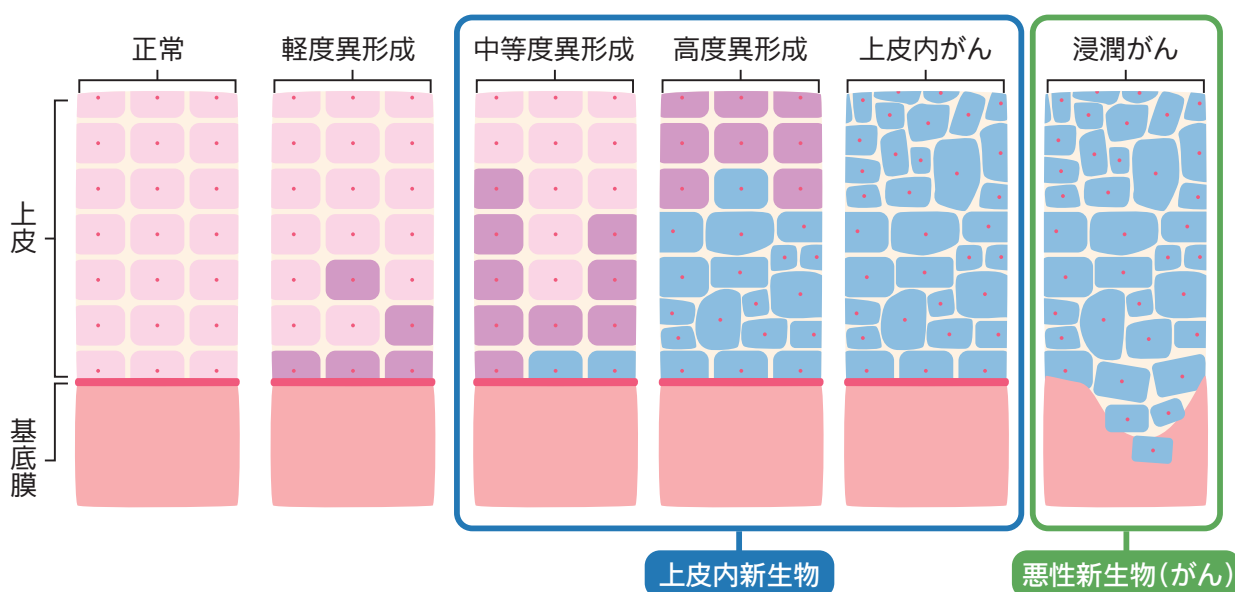 正常
軽度異形成
中等度異形成
高度異形成
上皮内がん
浸潤がん
上皮
基底膜
上皮内新生物
悪性新生物(がん)